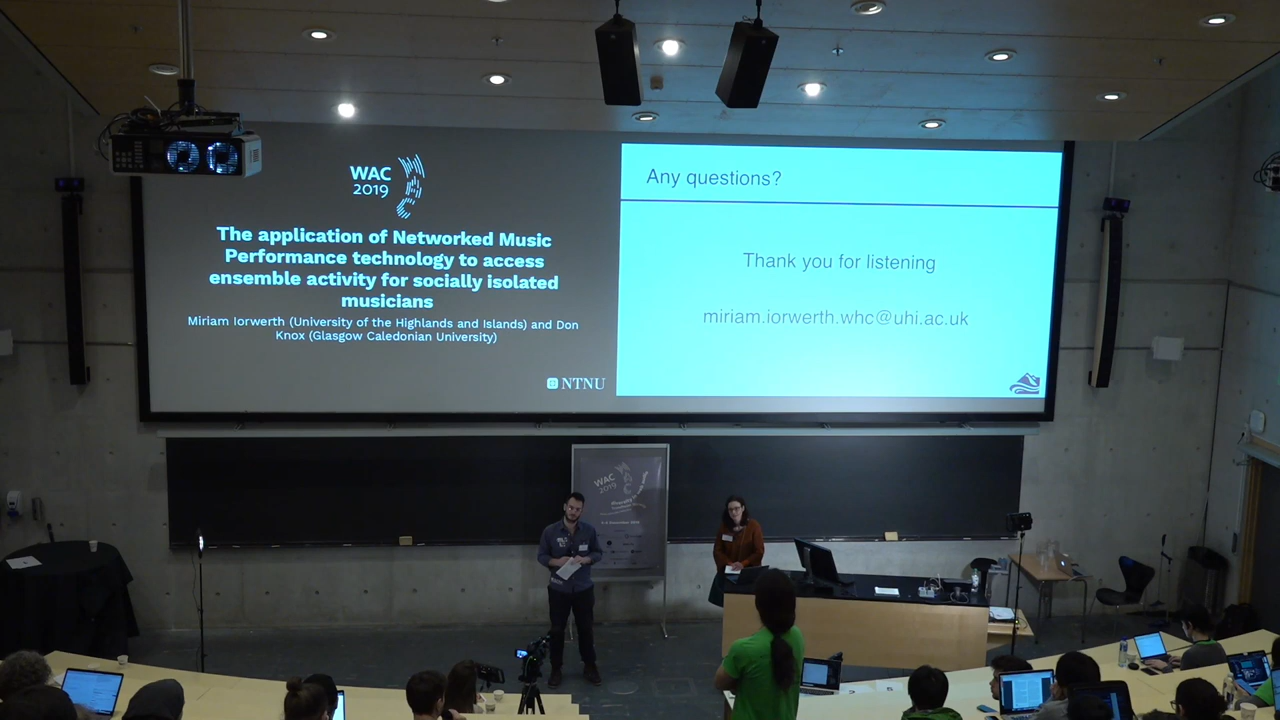 WAC
2019
The application of Networked Music
Performance technology to access
ensemble activity for socially isolated
musicians
Miriam Iorwerth (University of the Highlands and Islands) and Don
Knox (Glasgow Caledonian University)
NTNU
Any questions?
Thank you for listening
miriam.iorwerth.whc@uhi.ac.uk
WAC
2019